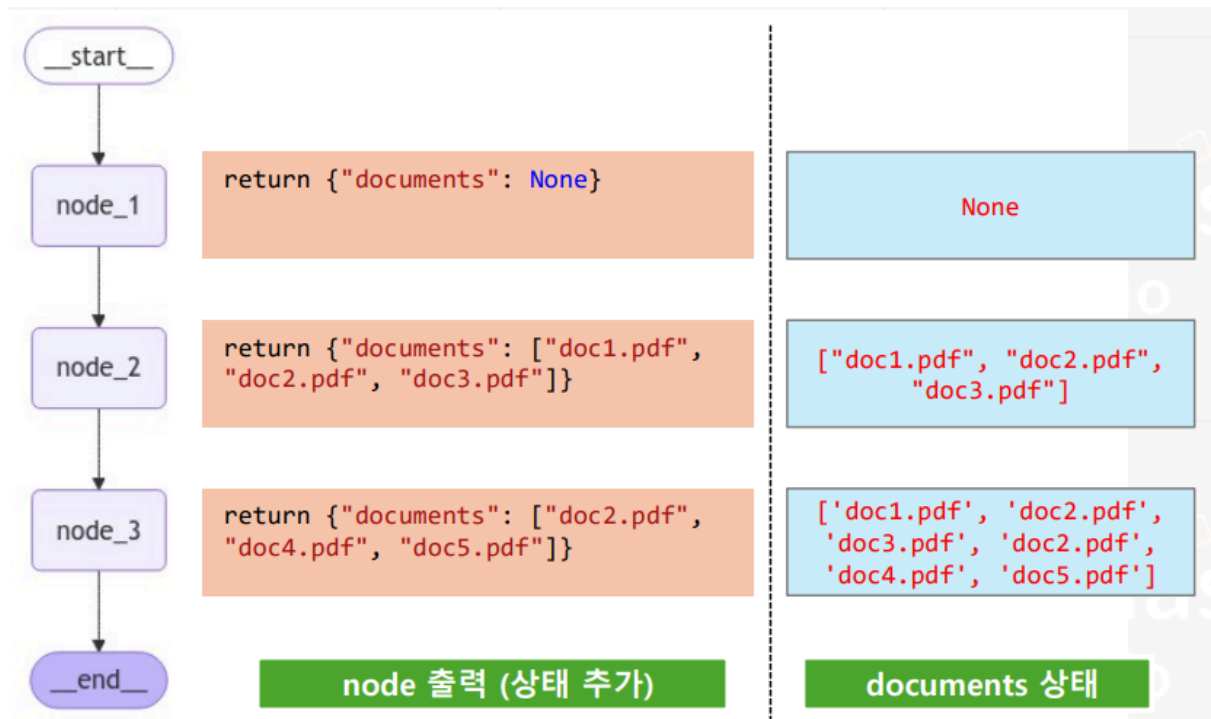 __start__
node_1
return {"documents": None}
None
node_2
return {"documents": ["doc1.pdf",
"doc2.pdf", "doc3.pdf"]}
["doc1.pdf", "doc2.pdf",
"doc3.pdf"]
node_3
return {"documents": ["doc2.pdf",
"doc4.pdf", "doc5.pdf"]}
['doc1.pdf', 'doc2.pdf',
'doc3.pdf', 'doc2.pdf',
'doc4.pdf', 'doc5.pdf']
__end__
node 출력 (상태 추가)
documents 상태